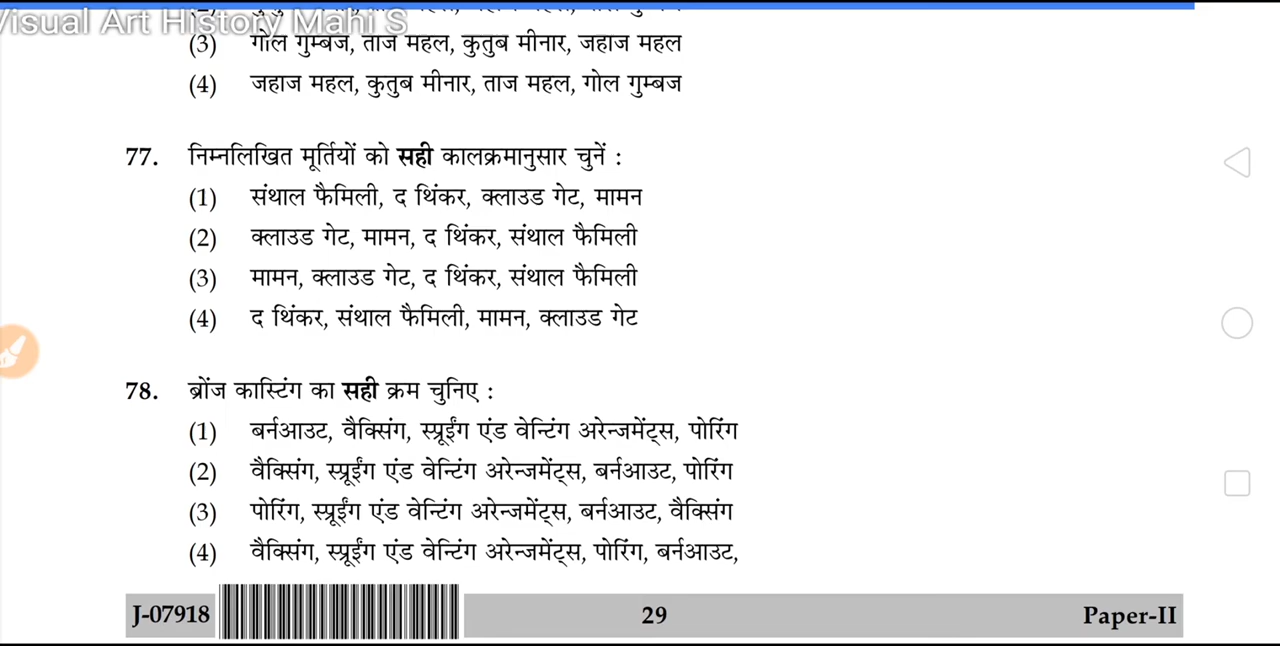 Visual Art History Mahi S
(3) गोल गुम्बज, ताज महल, कुतुब मीनार, जहाज महल
(4) जहाज महल, कुतुब मीनार, ताज महल, गोल गुम्बज
77. निम्नलिखित मूर्तियों को सही कालक्रमानुसार चुनें :
(1) संथाल फैमिली, द थिंकर, क्लाउड गेट, मामन
(2) क्लाउड गेट, मामन, द थिंकर, संथाल फैमिली
(3) मामन, क्लाउड गेट, द थिंकर, संथाल फैमिली
(4) द थिंकर, संथाल फैमिली, मामन, क्लाउड गेट
78. ब्रोंज कास्टिंग का सही क्रम चुनिए :
(1) बर्नआउट, वैक्सिंग, स्प्रूईंग एंड वेन्टिंग अरेन्जमेंट्स, पोरिंग
(2) वैक्सिंग, स्प्रूईंग एंड वेन्टिंग अरेन्जमेंट्स, बर्नआउट, पोरिंग
(3) पोरिंग, स्प्रूईंग एंड वेन्टिंग अरेन्जमेंट्स, बर्नआउट, वैक्सिंग
(4) वैक्सिंग, स्प्रूईंग एंड वेन्टिंग अरेन्जमेंट्स, पोरिंग, बर्नआउट,
J-07918 29 Paper-II